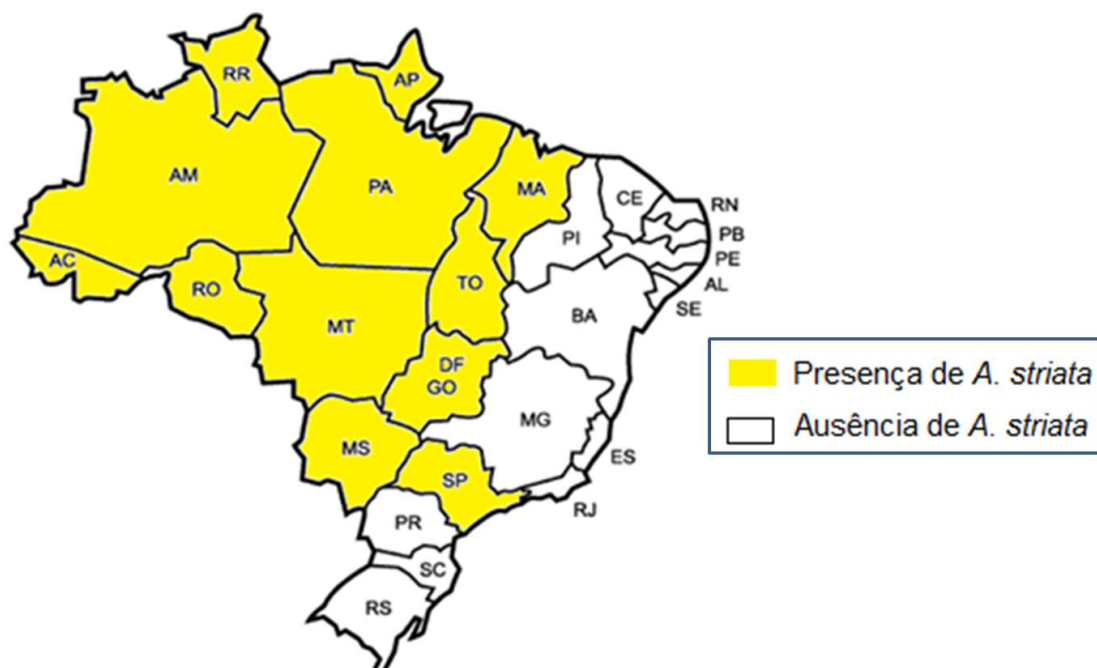 RR
AP
AM
PA
MA
CE
RN
PI
PB
PE
AC
AL
TO
RO
SE
BA
MT
DF
GO
MG
MS
ES
SP
RJ
PR
SC
RS
Presença de A. striata
Ausência de A. striata